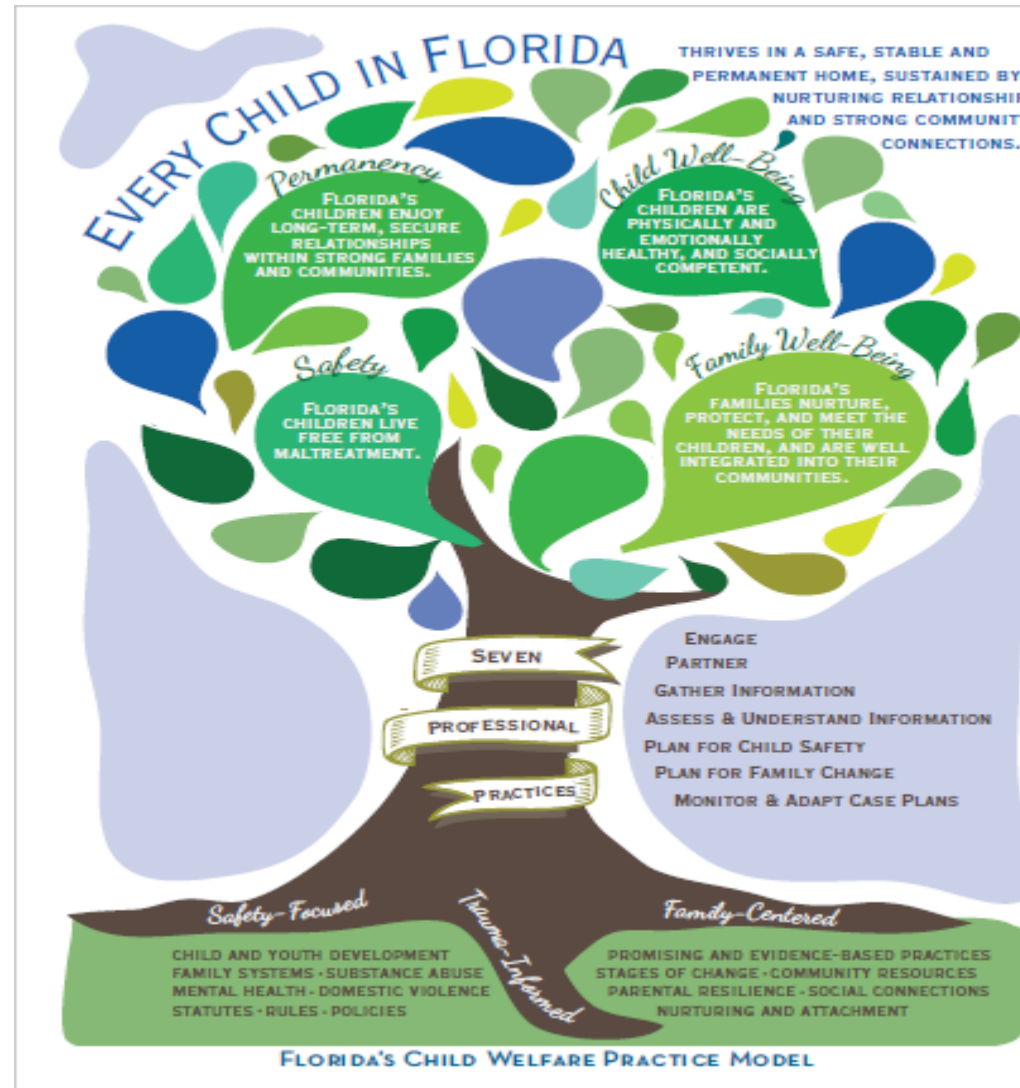 EVERY CHILD IN FLORIDA
THRIVES IN A SAFE, STABLE AND
PERMANENT HOME, SUSTAINED BY
NURTURING
AND STRONG
CONNECTIONS.
Permanency
FLORIDA'S
CHILDREN ENJOY
LONG-TERM, SECURE
RELATIONSHIPS
WITHIN STRONG FAMILIES
AND COMMUNITIES.
Child Well-Being
FLORIDA'S
CHILDREN ARE
PHYSICALLY AND
EMOTIONALLY
HEALTHY, AND SOCIALLY
COMPETENT.
Safety
FLORIDA'S
CHILDREN LIVE
FREE FROM
MALTREATMENT.
Family Well-Being
FLORIDA'S
FAMILIES NURTURE,
PROTECT, AND MEET THE
NEEDS OF THEIR
CHILDREN, AND ARE WELL
INTEGRATED INTO THEIR
COMMUNITIES.
SEVEN
PROFESSIONAL
PRACTICES
ENGAGE
PARTNER
GATHER INFORMATION
ASSESS & UNDERSTAND INFORMATION
PLAN FOR CHILD SAFETY
PLAN FOR FAMILY CHANGE
MONITOR & ADAPT CASE PLANS
Safety-Focused
Trauma-Informed
Family-Centered
CHILD AND YOUTH DEVELOPMENT
FAMILY SYSTEMS · SUBSTANCE ABUSE
MENTAL HEALTH · DOMESTIC VIOLENCE
STATUTES · RULES · POLICIES
PROMISING AND EVIDENCE-BASED PRACTICES
STAGES OF CHANGE · COMMUNITY RESOURCES
PARENTAL RESILIENCE · SOCIAL CONNECTIONS
NURTURING AND ATTACHMENT
FLORIDA'S CHILD WELFARE PRACTICE MODEL